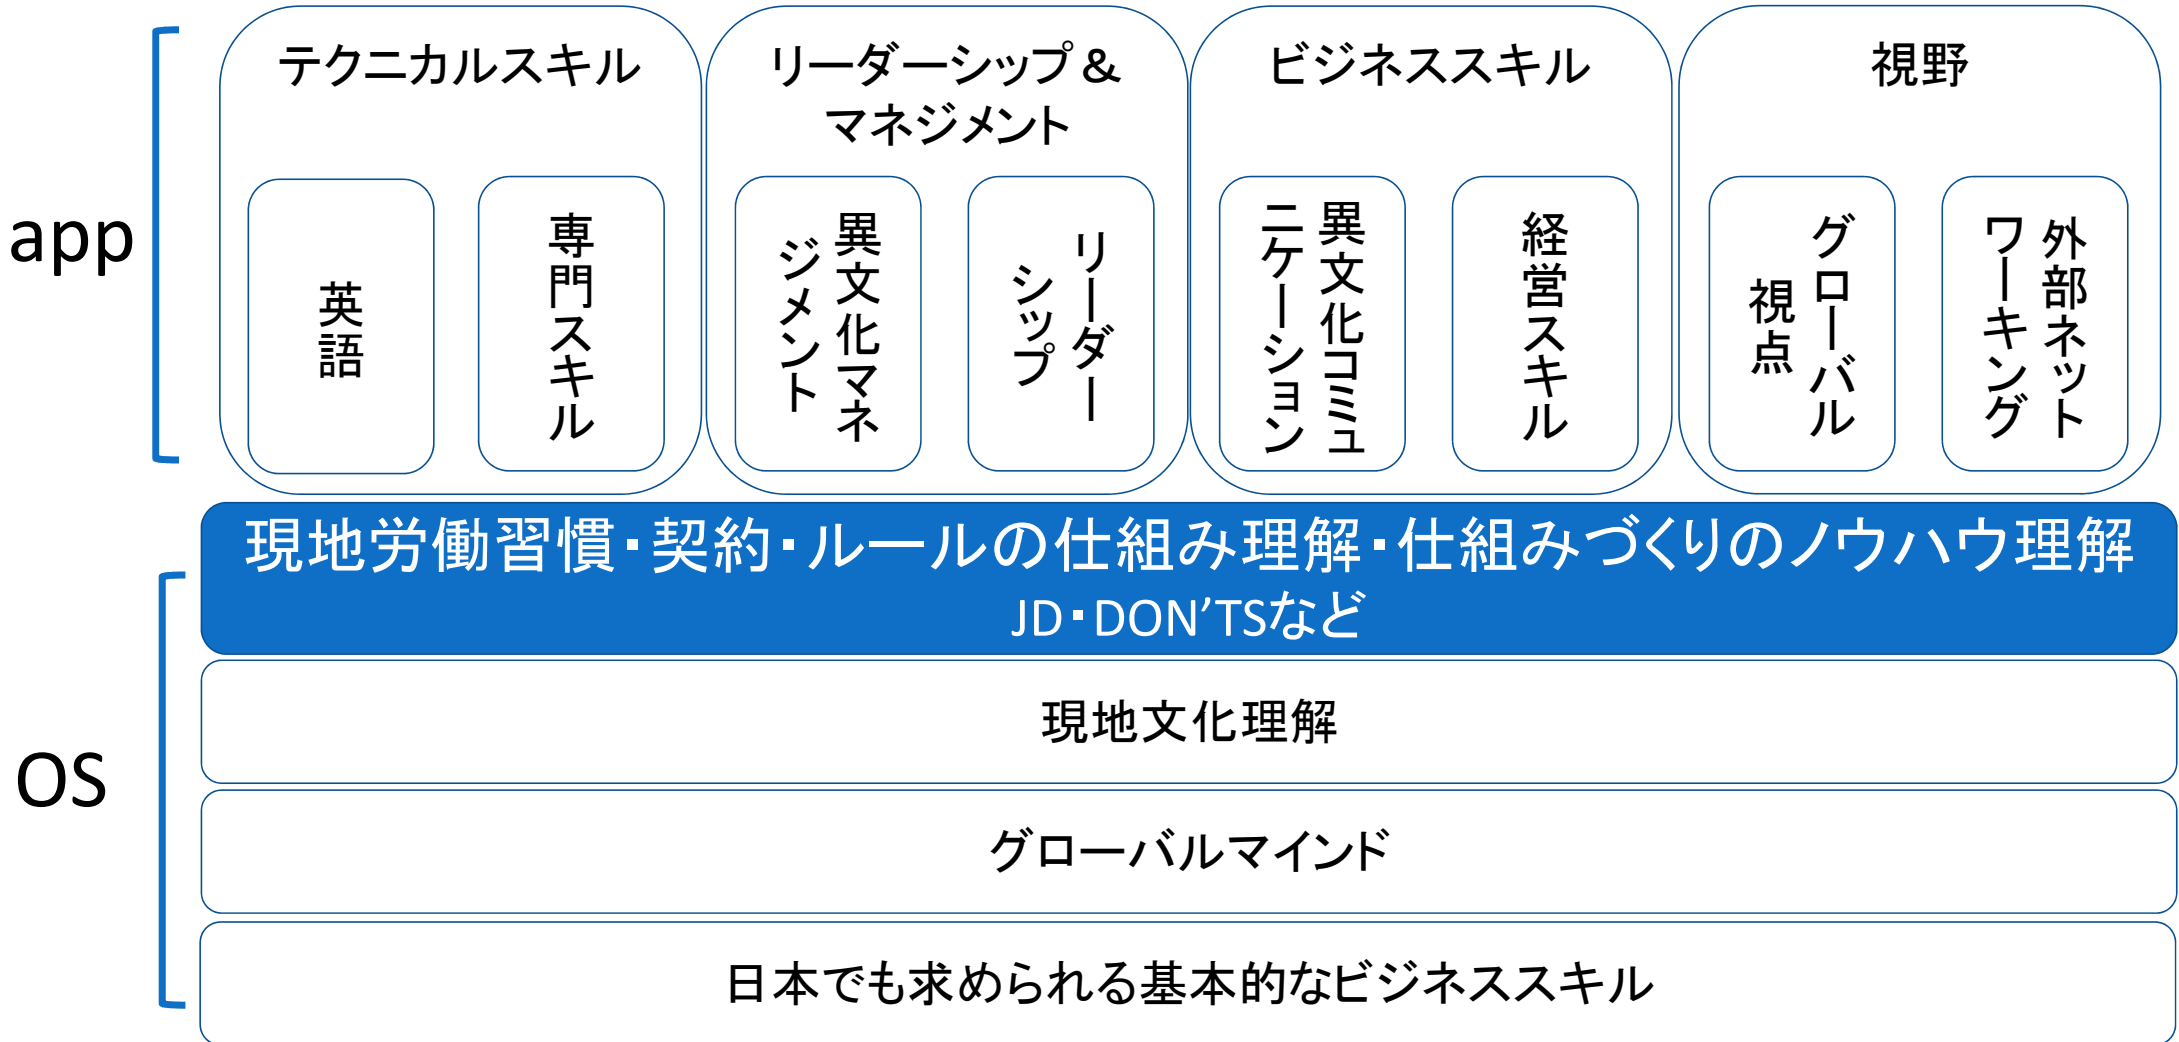 app
テクニカルスキル
英語
専門スキル
リーダーシップ&
マネジメント
異文化マネ
ジメント
リーダー
シップ
ビジネススキル
異文化コミュ
ニケーション
経営スキル
視野
グローバル
視点
外部ネット
ワーキング
OS
現地労働習慣・契約・ルールの仕組み理解・仕組みづくりのノウハウ理解
JD・DON’TSなど
現地文化理解
グローバルマインド
日本でも求められる基本的なビジネススキル